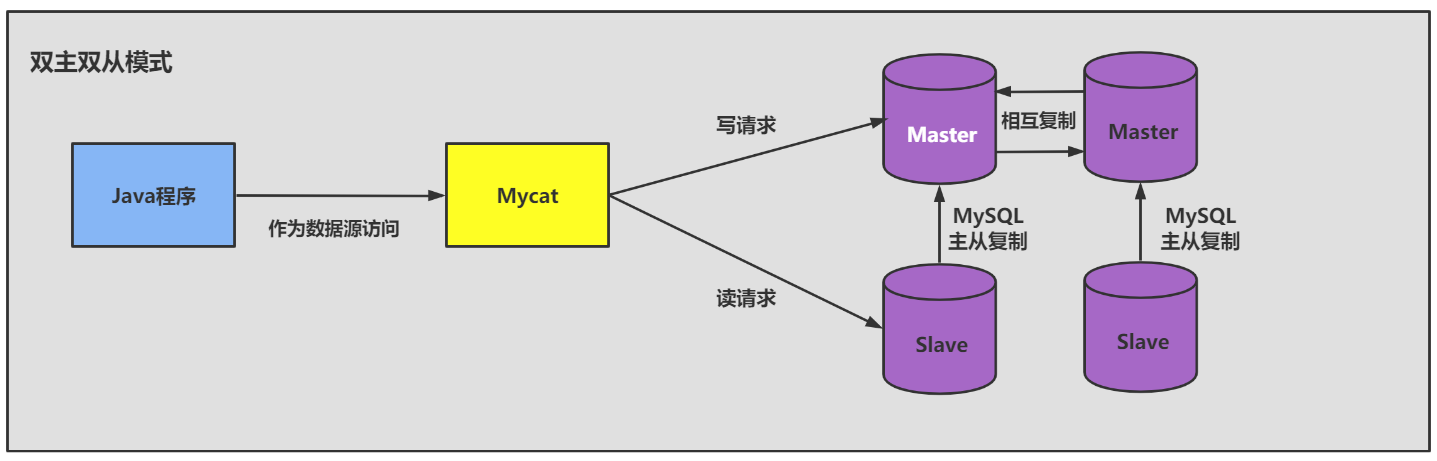 双主双从模式
Java程序
作为数据源访问
Mycat
写请求
读请求
Master
相互复制
Master
MySQL
主从复制
MySQL
主从复制
Slave
Slave